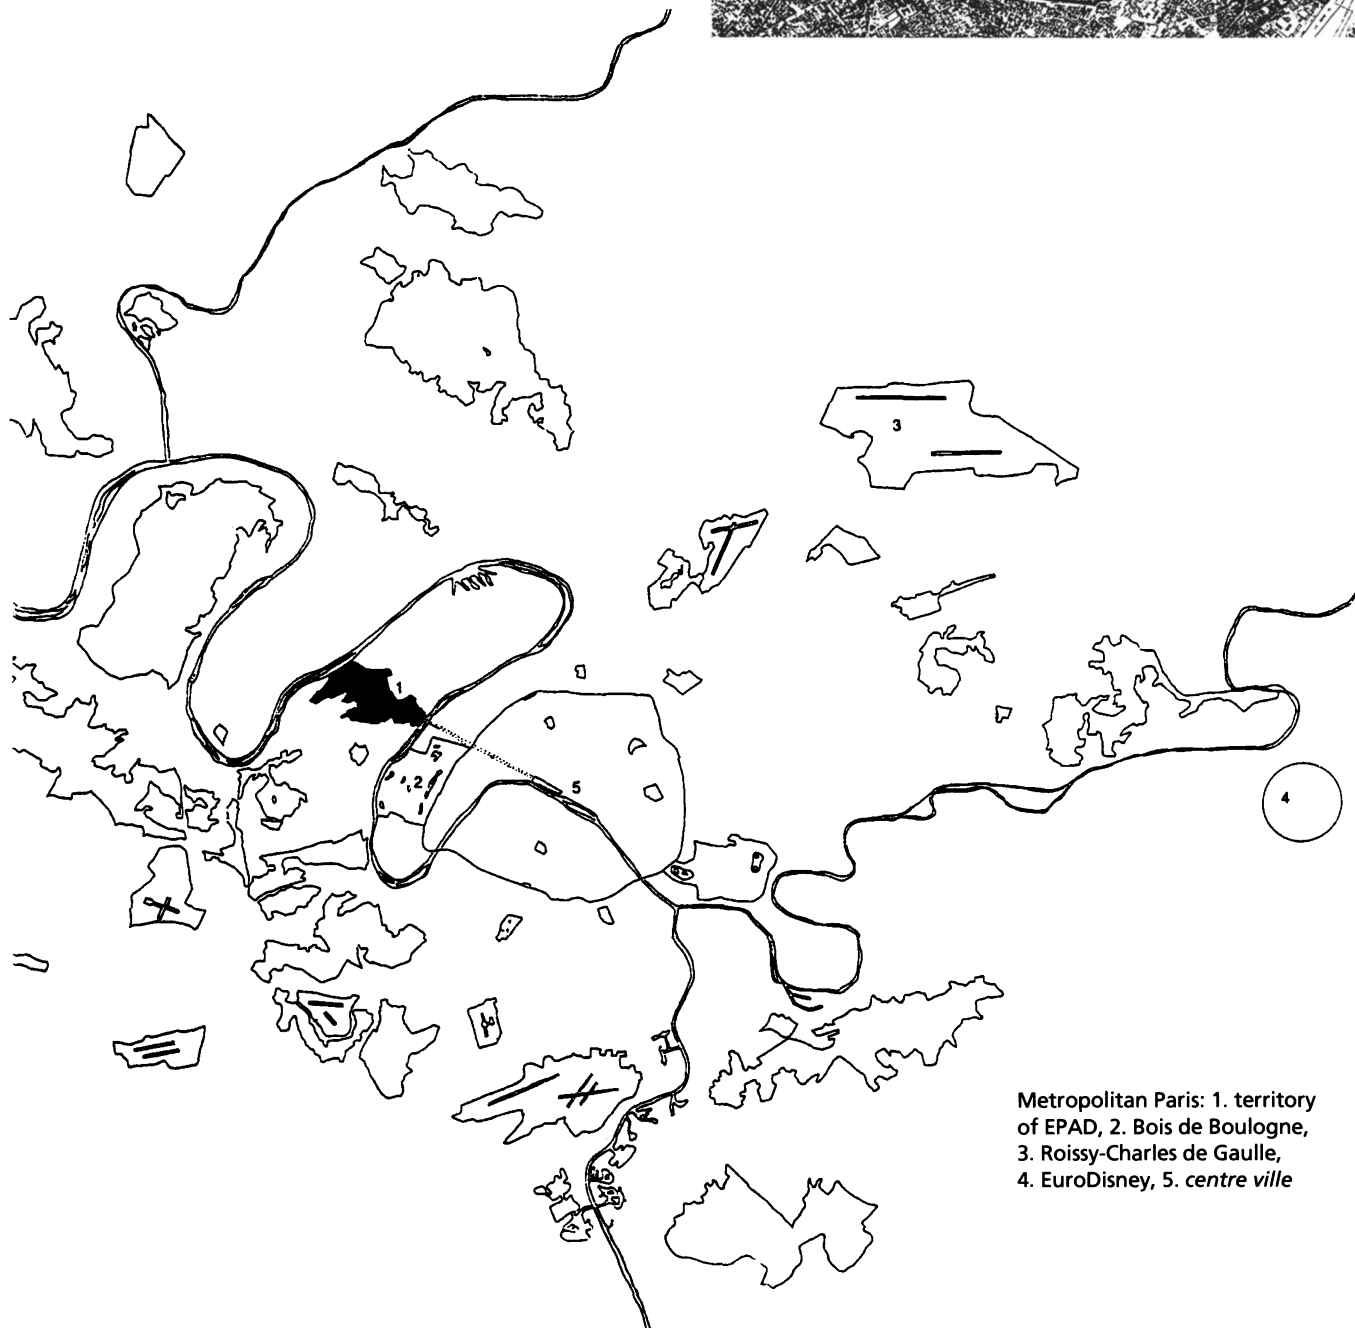 3
1
2
5
4
Metropolitan Paris: 1. territory
of EPAD, 2. Bois de Boulogne,
3. Roissy-Charles de Gaulle,
4. EuroDisney, 5. centre ville